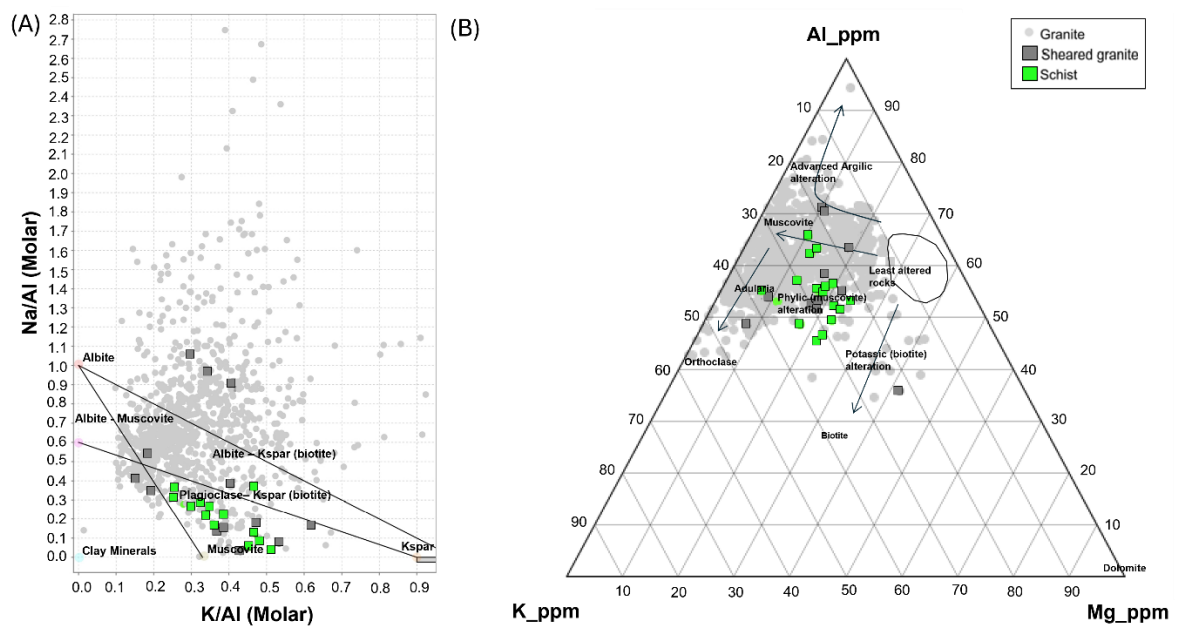 (A)
2.8
2.7
2.6
2.5
2.4
2.3
2.2
2.1
2.0
1.9
1.8
1.7
1.6
1.5
1.4
1.3
1.2
1.1
1.0
0.9
0.8
0.7
0.6
0.5
0.4
0.3
0.2
0.1
0.0
Na/Al (Molar)
Albite
Albite - Muscovite
Albite – Kspar (biotite)
Plagioclase– Kspar (biotite)
Clay Minerals
Muscovite
Kspar
0.0 0.1 0.2 0.3 0.4 0.5 0.6 0.7 0.8 0.9
K/Al (Molar)
(B)
Al_ppm
Granite
Sheared granite
Schist
10 90
20 80
Advanced Argilic
alteration
30 70
Muscovite
40 60
Least altered
rocks
Adularia
Phylic (muscovite)
alteration
50 50
Potassic (biotite)
alteration
Orthoclase
60 40
70 30
Biotite
80 20
90 10
Dolomite
10 20 30 40 50 60 70 80 90
K_ppm
Mg_ppm